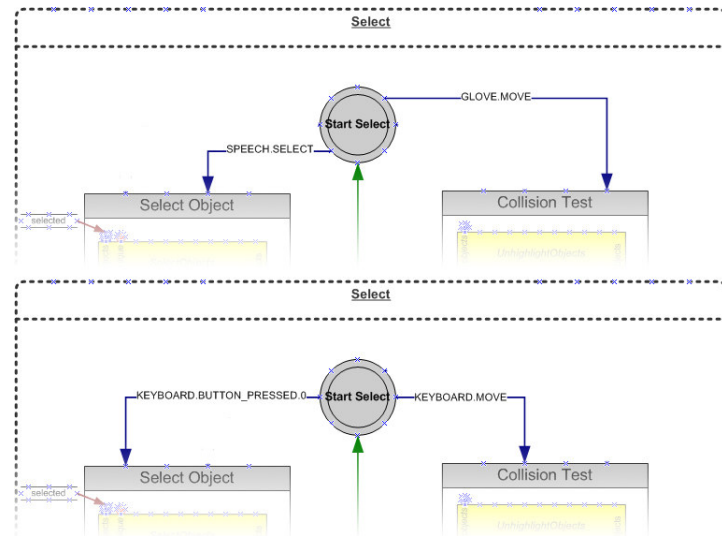 Select
GLOVE.MOVE
Start Select
SPEECH.SELECT
Select Object
Collision Test
selected
UnhighlightObjects
Select
KEYBOARD.BUTTON_PRESSED.0
Start Select
KEYBOARD.MOVE
Select Object
Collision Test
selected
UnhighlightObjects